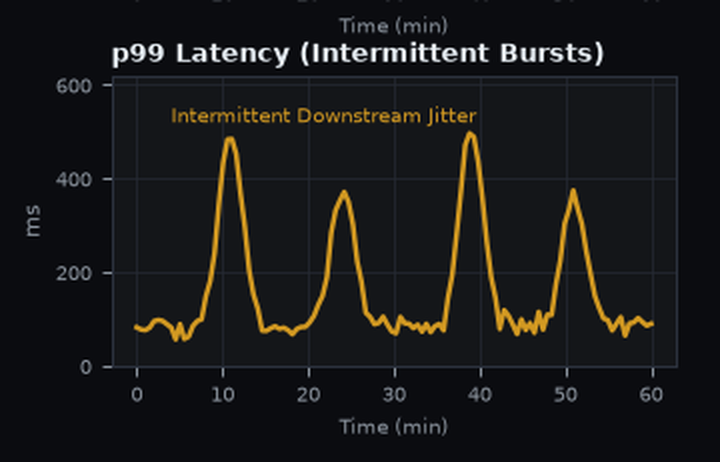 Time (min)
p99 Latency (Intermittent Bursts)
600
Intermittent Downstream Jitter
400
ms
200
0
0 10 20 30 40 50 60
Time (min)